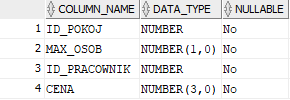 COLUMN_NAME DATA_TYPE NULLABLE
1 ID_POKOJ NUMBER No
2 MAX_OSOB NUMBER(1,0) No
3 ID_PRACOWNIK NUMBER No
4 CENA NUMBER(3,0) No